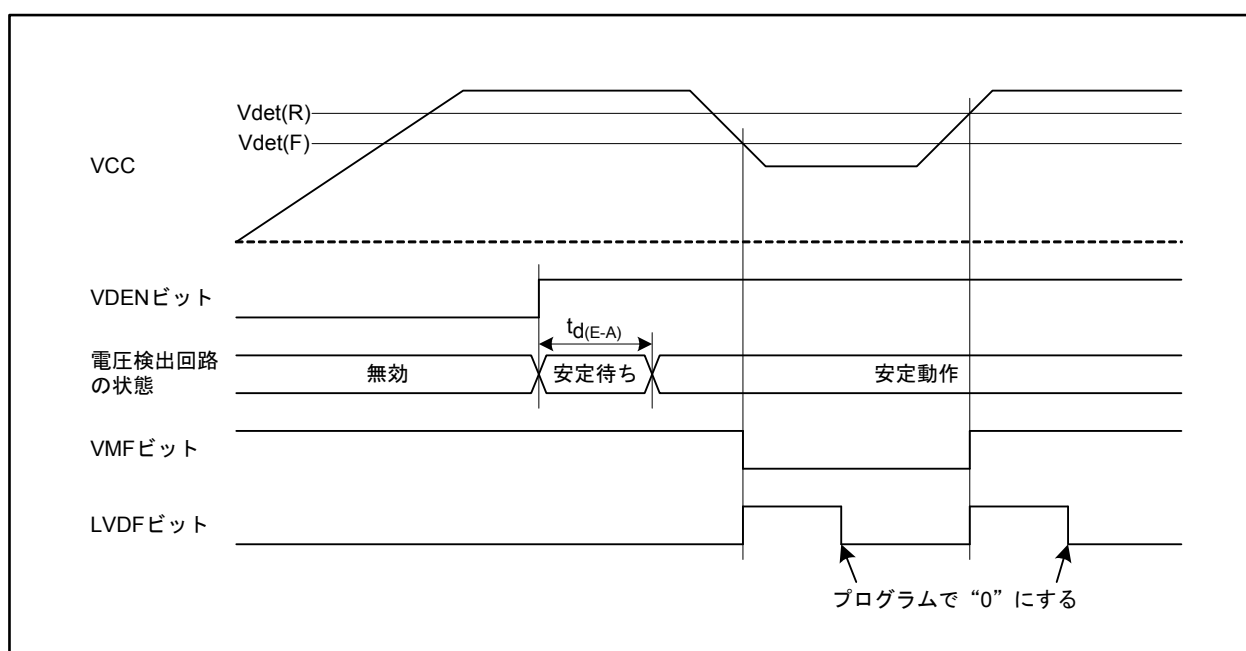 Vdet(R)
Vdet(F)
VCC
VDENビット
td(E-A)
電圧検出回路
の状態
無効
安定待ち
安定動作
VMFビット
LVDFビット
プログラムで“0”にする